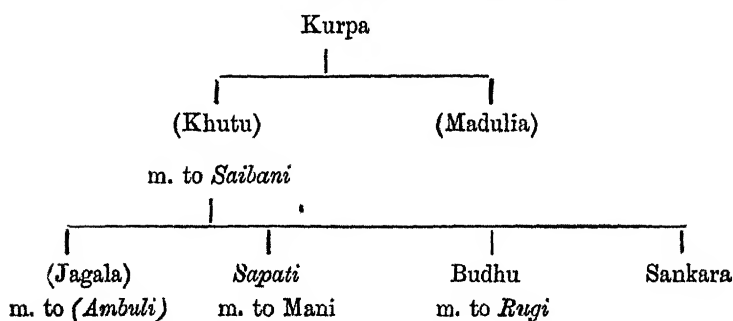 Kurpa
(Khutu) (Madulia)
m. to Saibani
(Jagala) Sapati Budhu Sankara
m. to (Ambuli) m. to Mani m. to Rugi